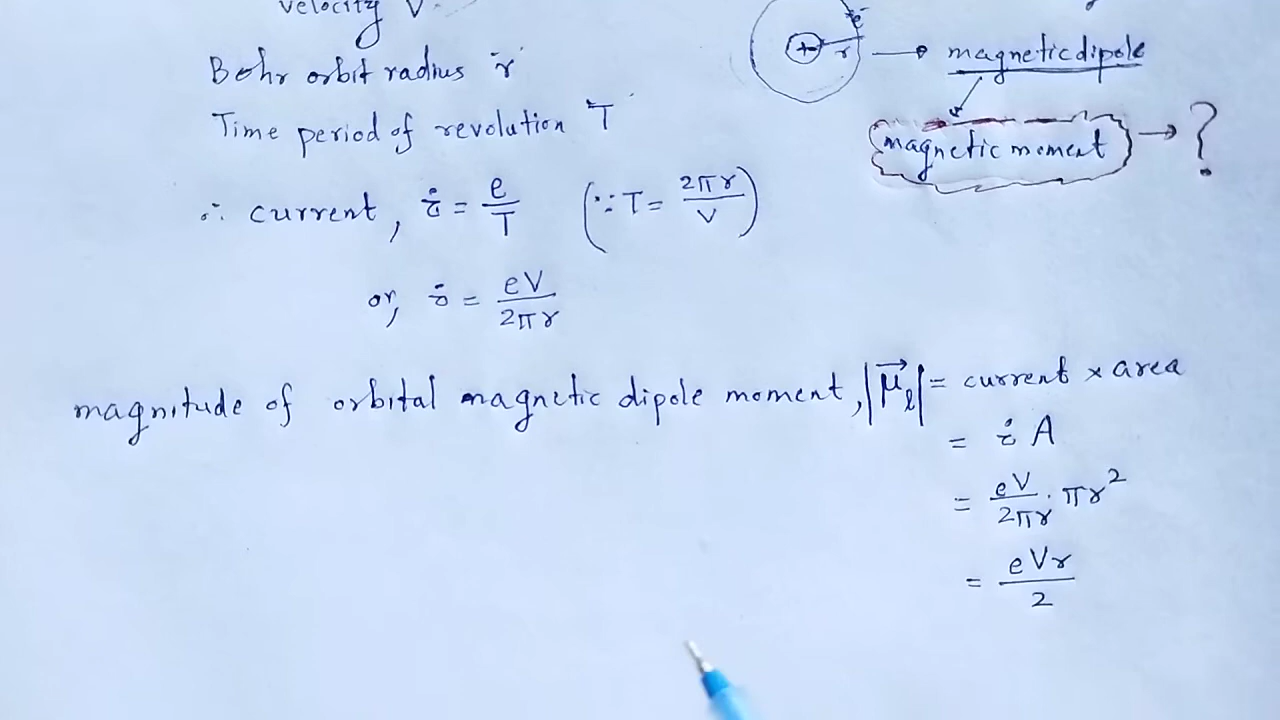 velocity V
Bohr orbit radius 'r'
Time period of revolution 'T'
e
+
r → magnetic dipole
magnetic moment → ?
∴ current, i = e/T (∵ T = 2πr/V)
or, i = eV/2πr
magnitude of orbital magnetic dipole moment, |μ⃗_l| = current × area
= i A
= eV/2πr · πr²
= eVr/2